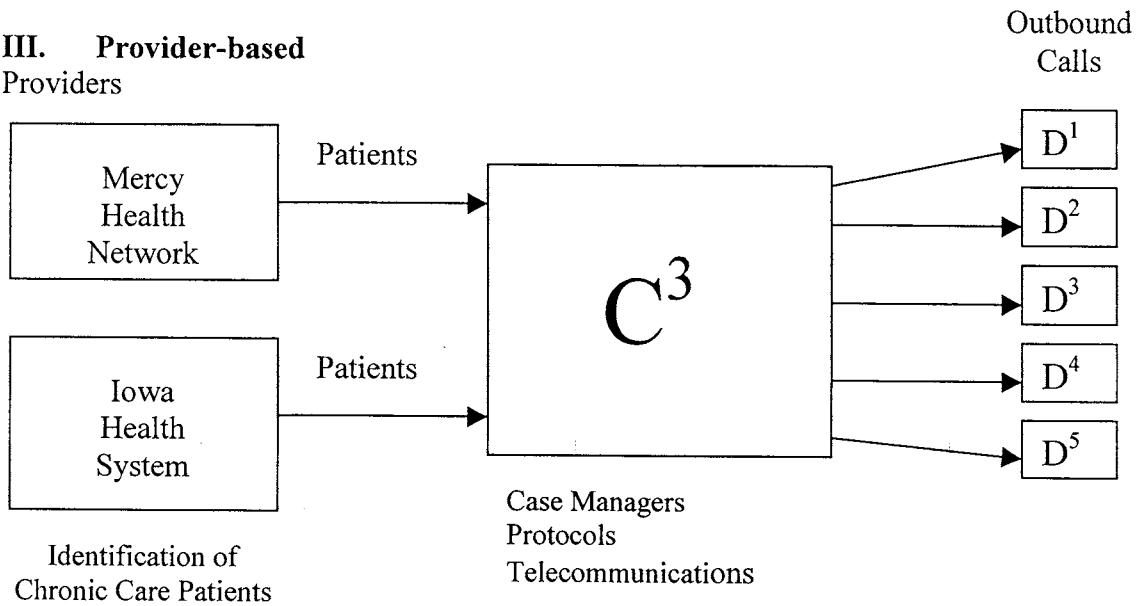 III. Provider-based
Providers
Mercy
Health
Network
Iowa
Health
System
Identification of
Chronic Care Patients
Patients
Patients
C³
Case Managers
Protocols
Telecommunications
Outbound
Calls
D¹
D²
D³
D⁴
D⁵